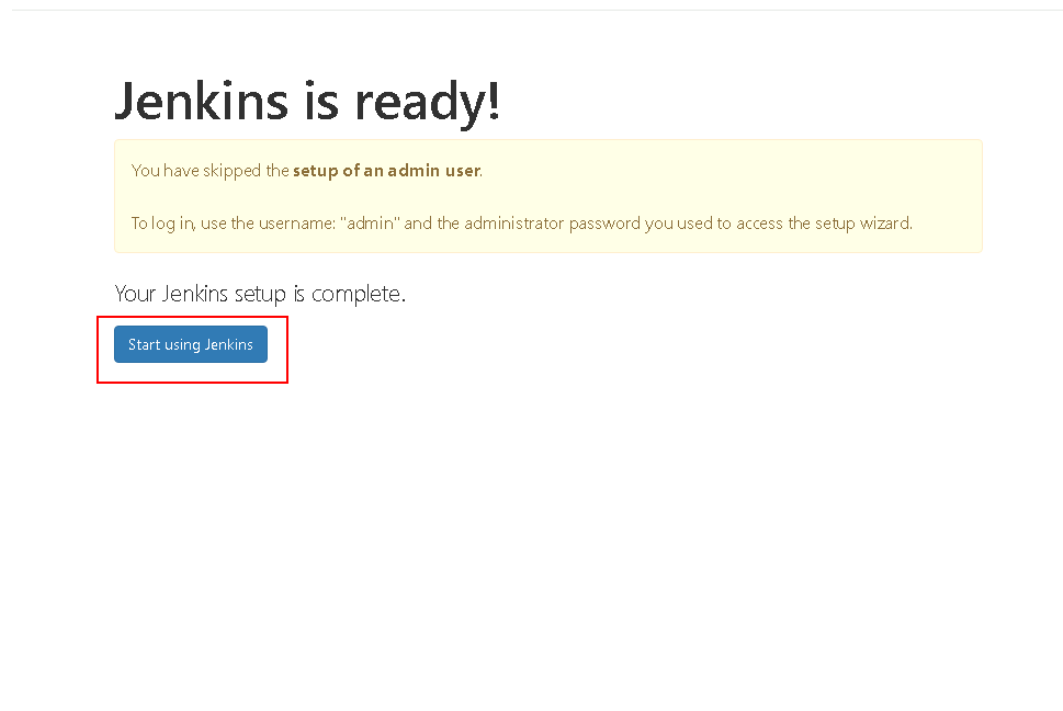 Jenkins is ready!
You have skipped the setup of an admin user.
To log in, use the username: "admin" and the administrator password you used to access the setup wizard.
Your Jenkins setup is complete.
Start using Jenkins